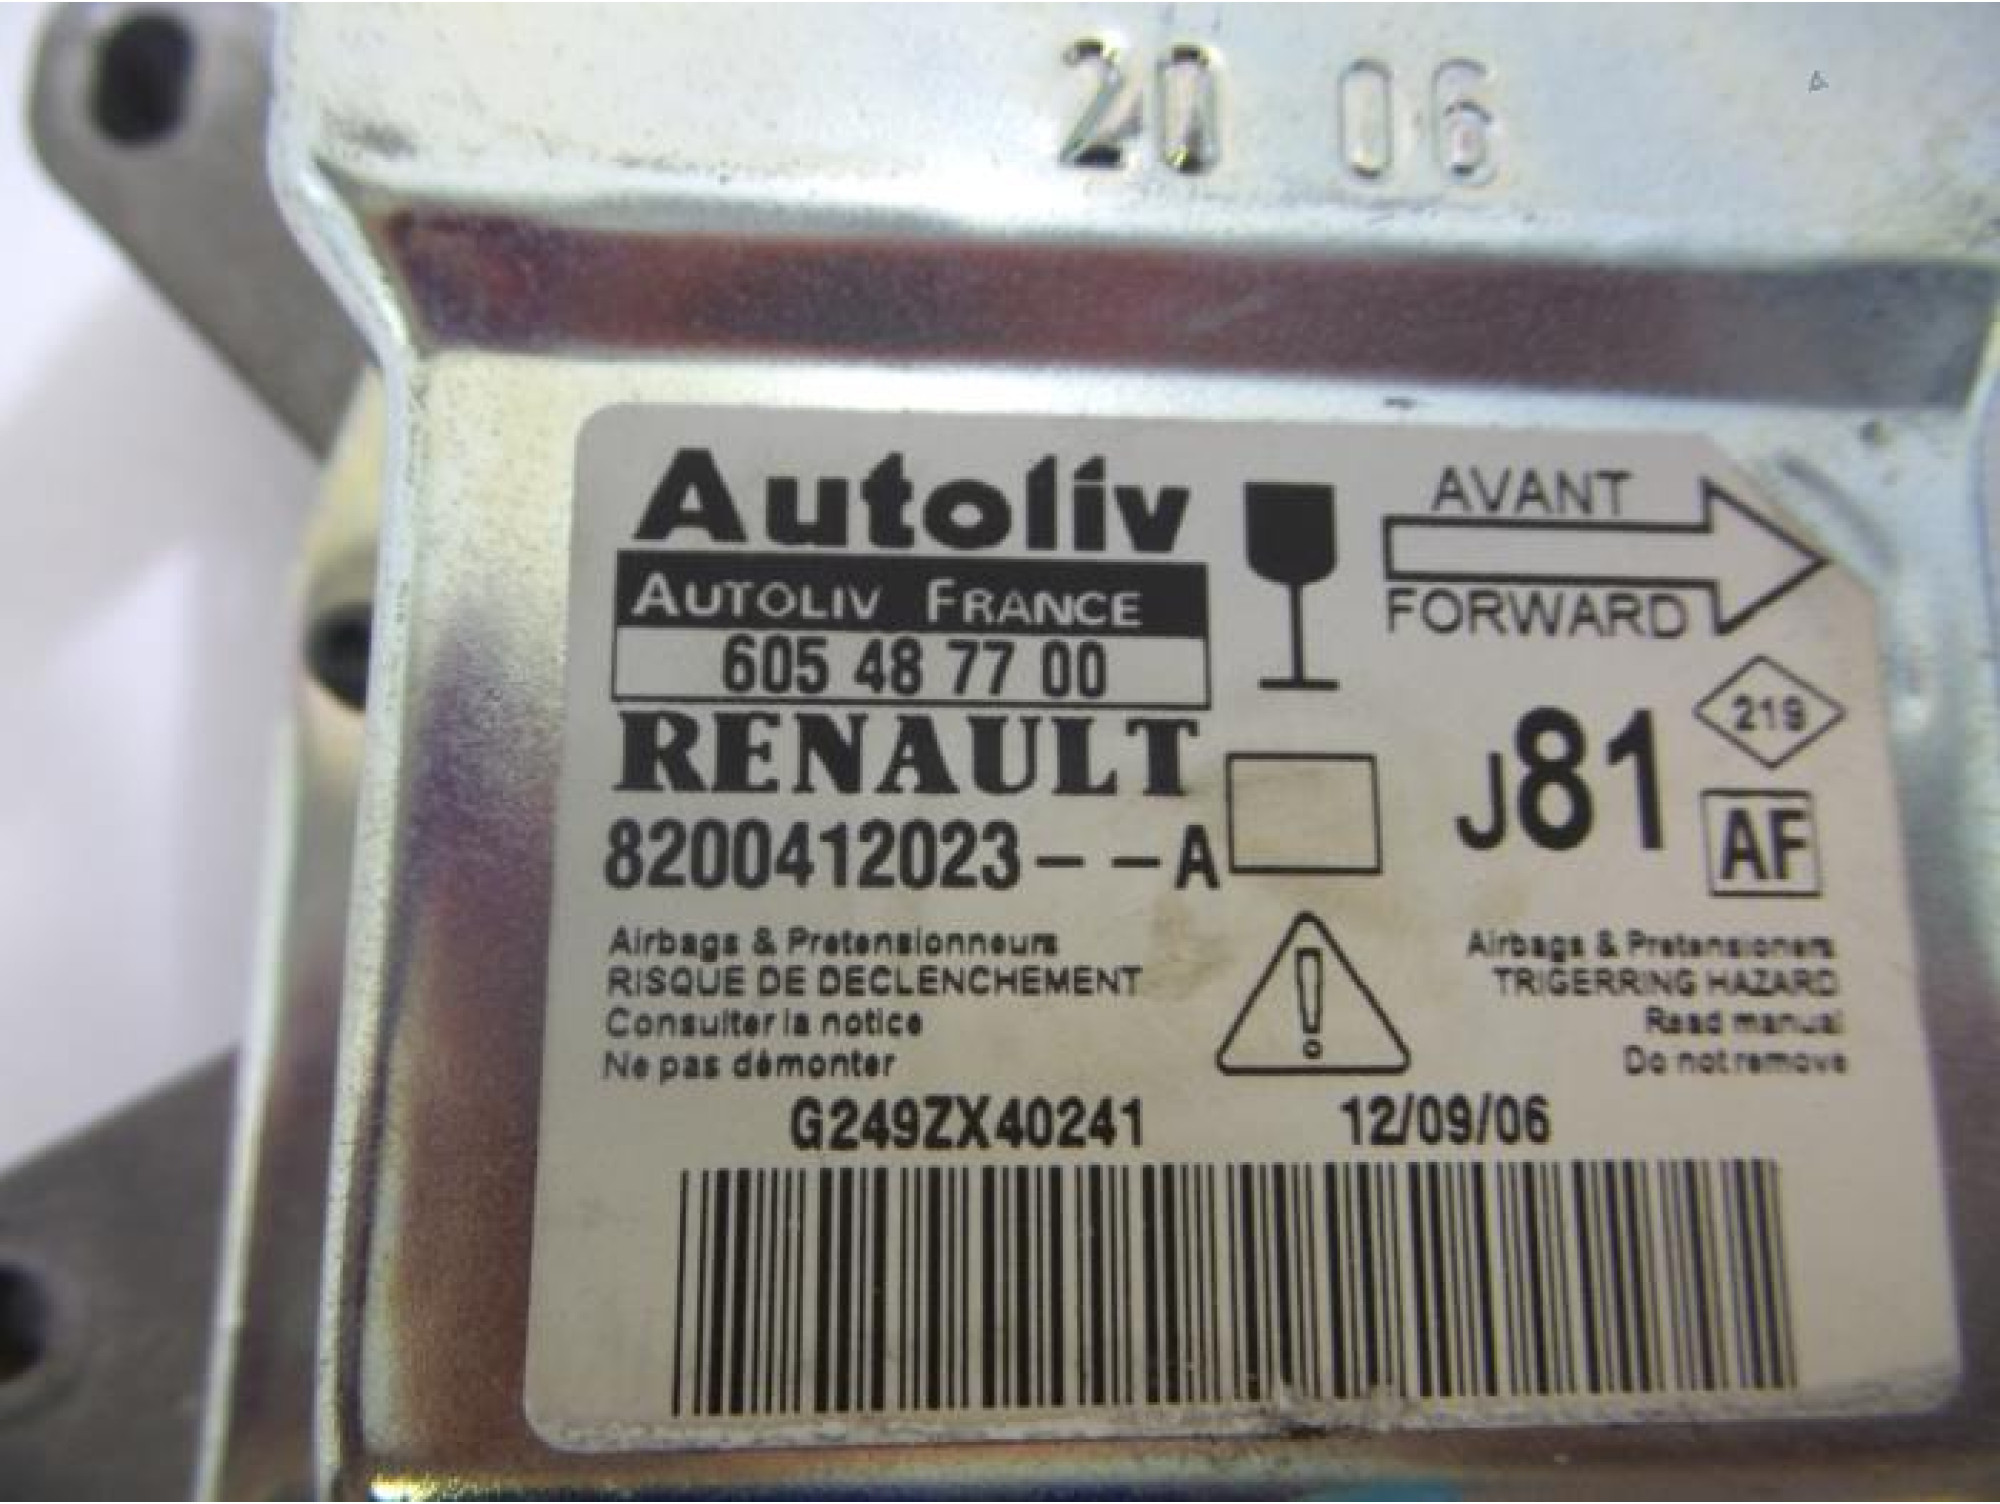 20 06
Autoliv
AUTOLIV FRANCE
605 48 77 00
RENAULT
8200412023--A
AVANT
FORWARD
219
J81
AF
Airbags & Pretensionneurs
RISQUE DE DECLENCHEMENT
Consulter la notice
Ne pas démonter
Airbags & Pretensioners
TRIGERRING HAZARD
Read manual
Do not remove
G249ZX40241 12/09/06